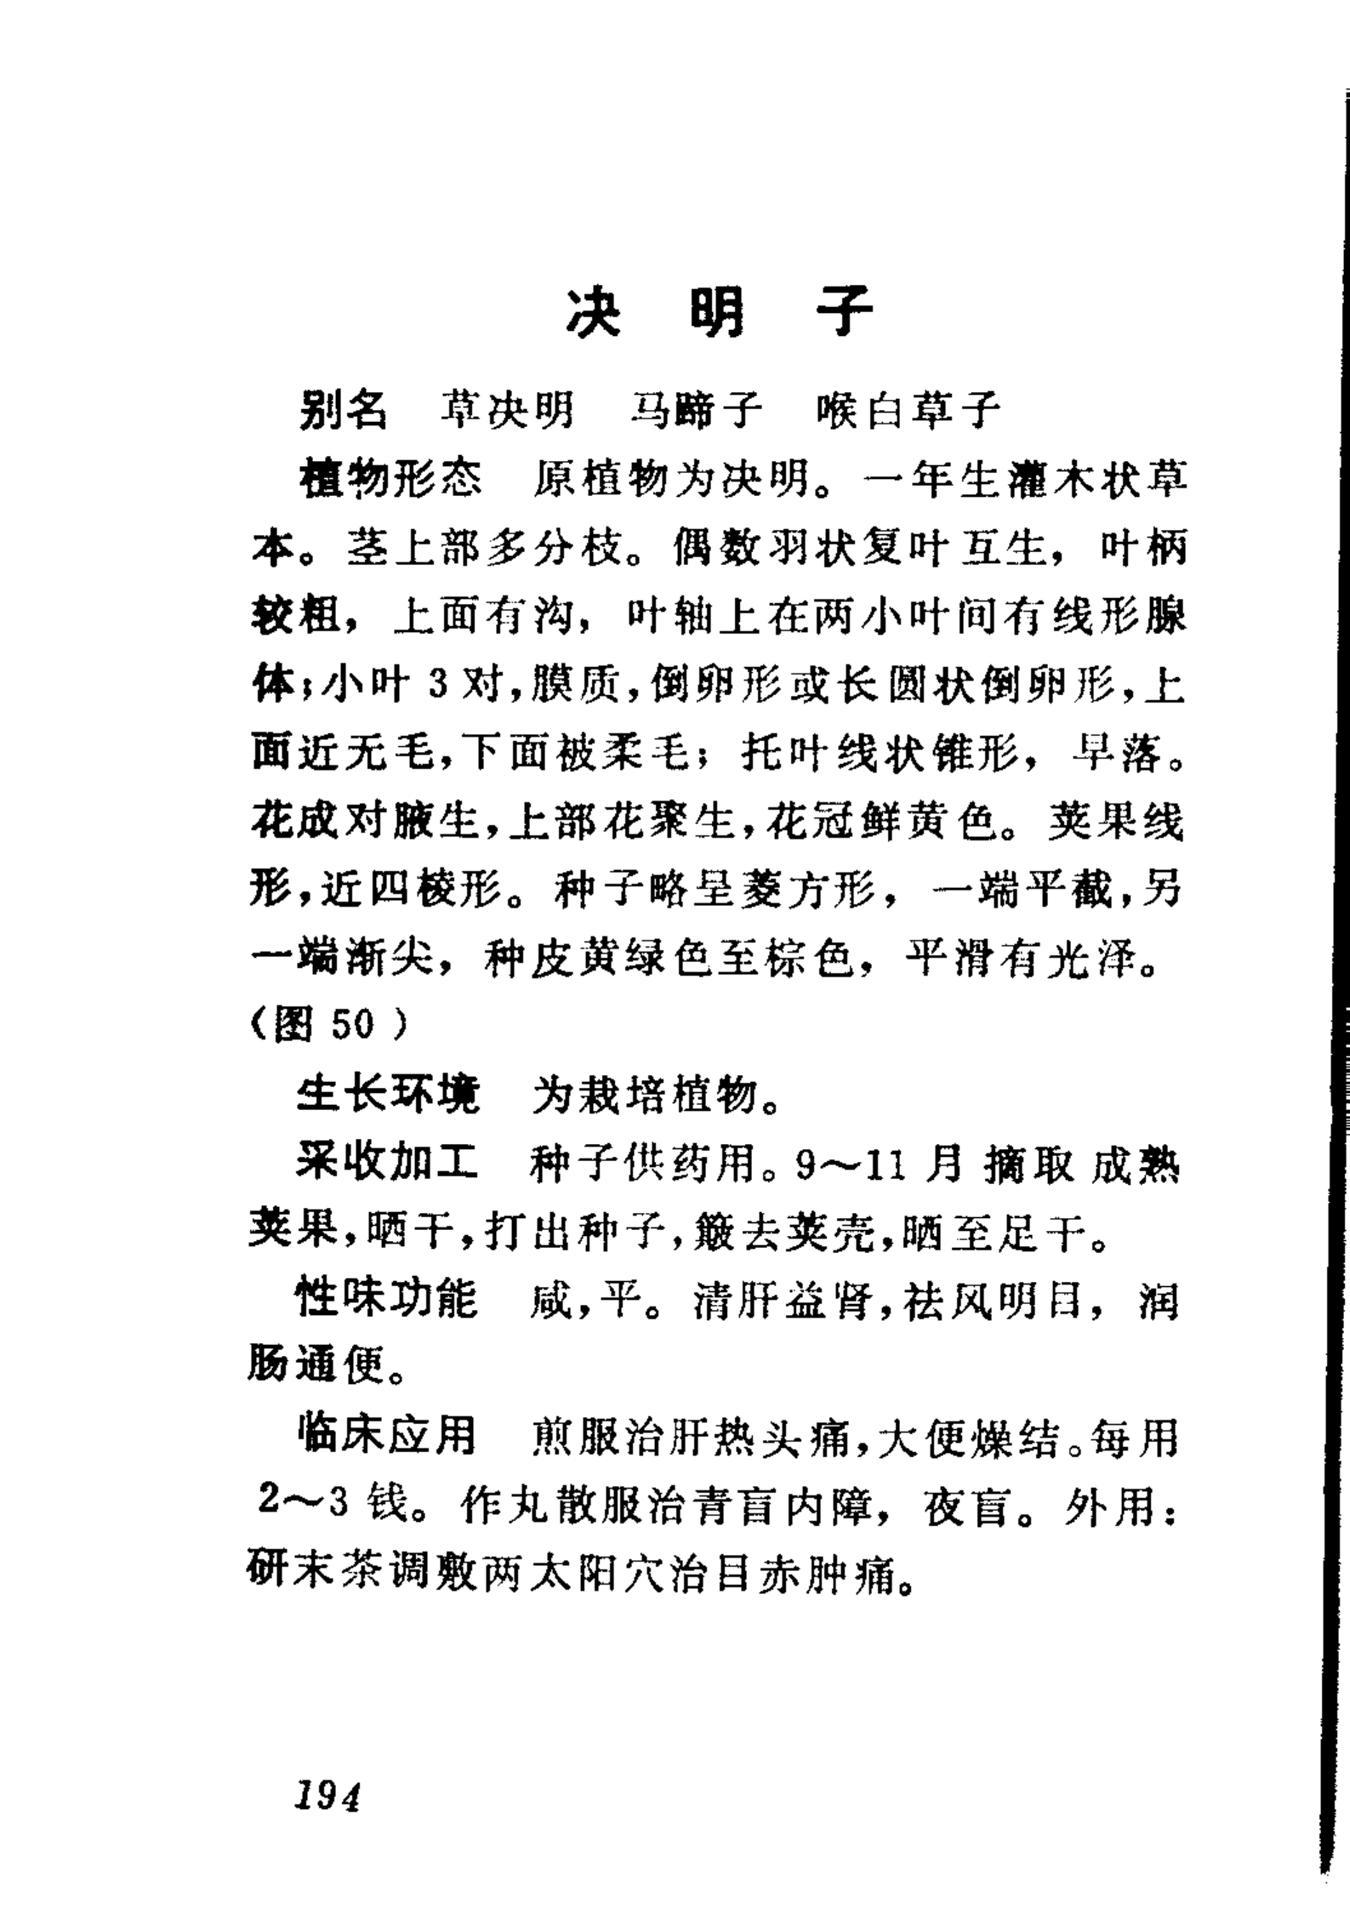 决明子
别名 草决明 马蹄子 喉白草子
植物形态 原植物为决明。一年生灌木状草
本。茎上部多分枝。偶数羽状复叶互生，叶柄
较粗，上面有沟，叶轴上在两小叶间有线形腺
体；小叶3对，膜质，倒卵形或长圆状倒卵形，上
面近无毛，下面被柔毛；托叶线状锥形，早落。
花成对腋生，上部花聚生，花冠鲜黄色。荚果线
形，近四棱形。种子略呈菱方形，一端平截，另
一端渐尖，种皮黄绿色至棕色，平滑有光泽。
（图50）
生长环境 为栽培植物。
采收加工 种子供药用。9～11月摘取成熟
荚果，晒干，打出种子，簸去荚壳，晒至足干。
性味功能 咸，平。清肝益肾，祛风明目，润
肠通便。
临床应用 煎服治肝热头痛，大便燥结。每用
2～3钱。作丸散服治青盲内障，夜盲。外用：
研末茶调敷两太阳穴治目赤肿痛。
194